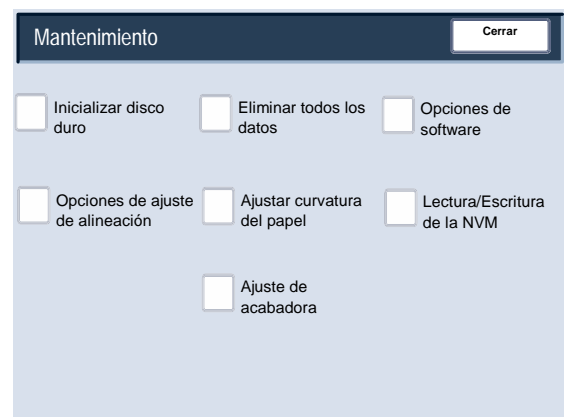 Mantenimiento
Cerrar
Inicializar disco
duro
Eliminar todos los
datos
Opciones de
software
Opciones de ajuste
de alineación
Ajustar curvatura
del papel
Lectura/Escritura
de la NVM
Ajuste de
acabadora